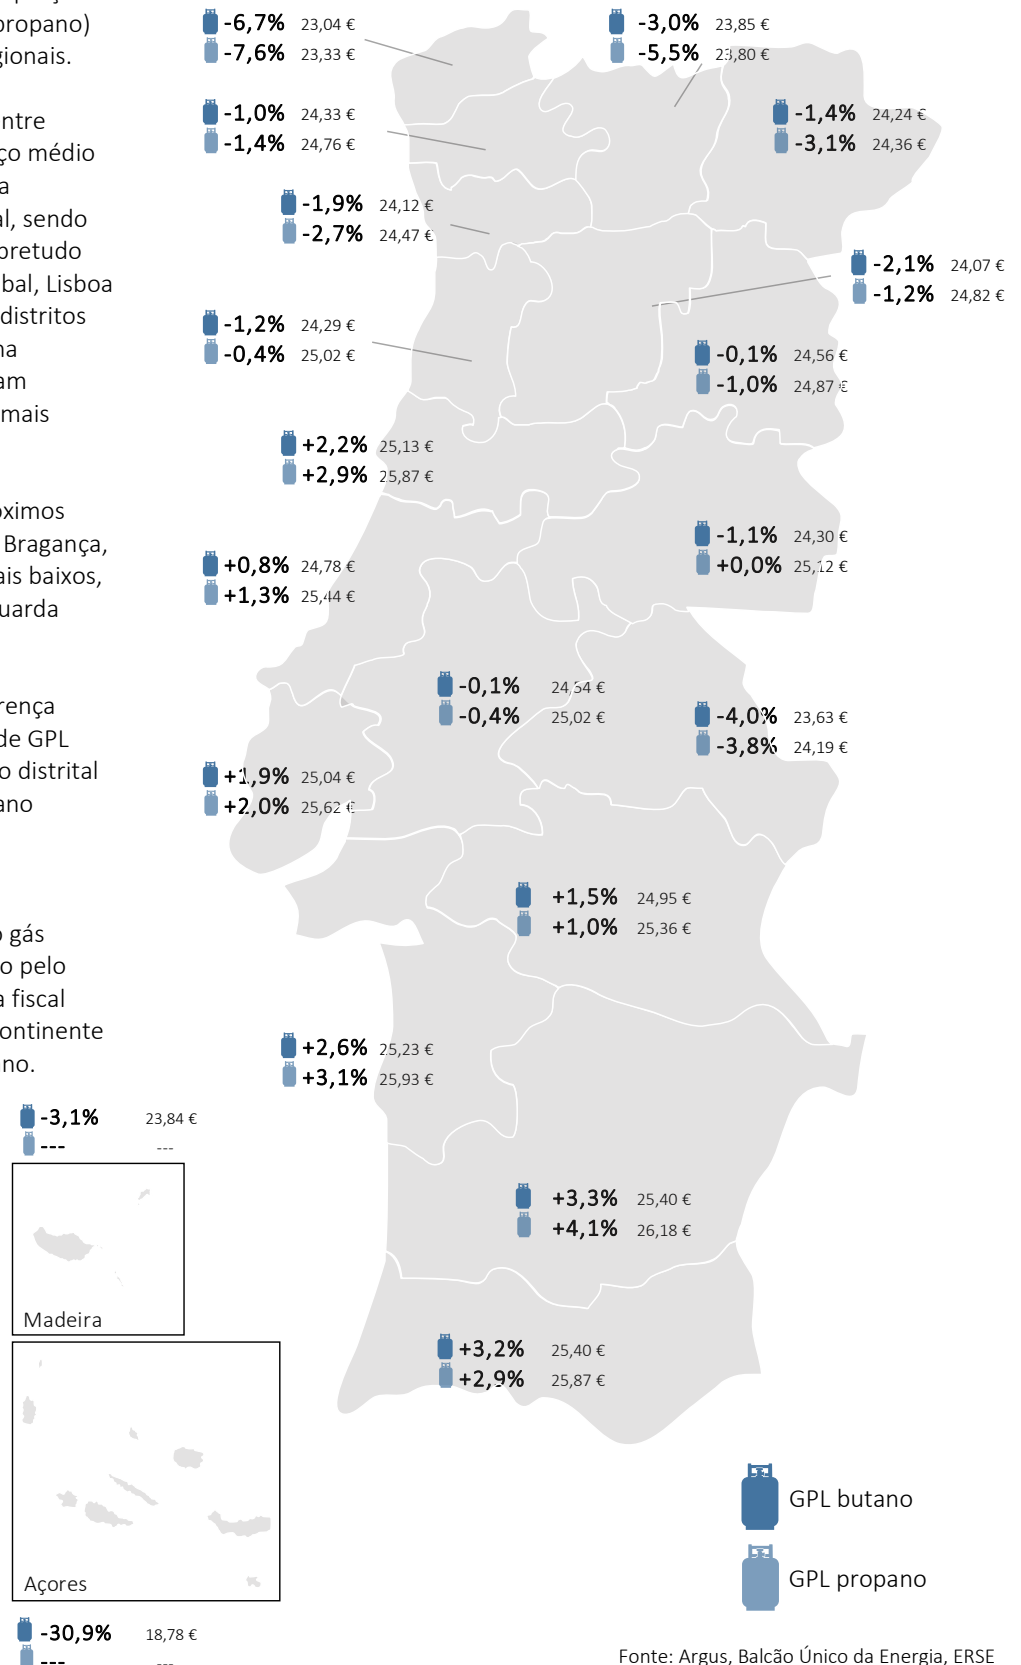 propano)
gionais.
ntre
ço médio
a
al, sendo
bretudo
bal, Lisboa
distritos
na
am
mais
oximos
Bragança,
ais baixos,
uarda
rença
de GPL
o distrital
ano
o gás
o pelo
a fiscal
ontinente
no.
-6,7% 23,04 €
-7,6% 23,33 €
-3,0% 23,85 €
-5,5% 23,80 €
-1,0% 24,33 €
-1,4% 24,76 €
-1,4% 24,24 €
-3,1% 24,36 €
-1,9% 24,12 €
-2,7% 24,47 €
-2,1% 24,07 €
-1,2% 24,82 €
-1,2% 24,29 €
-0,4% 25,02 €
-0,1% 24,56 €
-1,0% 24,87 €
+2,2% 25,13 €
+2,9% 25,87 €
-1,1% 24,30 €
+0,0% 25,12 €
+0,8% 24,78 €
+1,3% 25,44 €
-0,1% 24,54 €
-0,4% 25,02 €
-4,0% 23,63 €
-3,8% 24,19 €
+1,9% 25,04 €
+2,0% 25,62 €
+1,5% 24,95 €
+1,0% 25,36 €
+2,6% 25,23 €
+3,1% 25,93 €
-3,1% 23,84 €
--- ---
Madeira
+3,3% 25,40 €
+4,1% 26,18 €
+3,2% 25,40 €
+2,9% 25,87 €
Açores
-30,9% 18,78 €
--- ---
GPL butano
GPL propano
Fonte: Argus, Balcão Único da Energia, ERSE